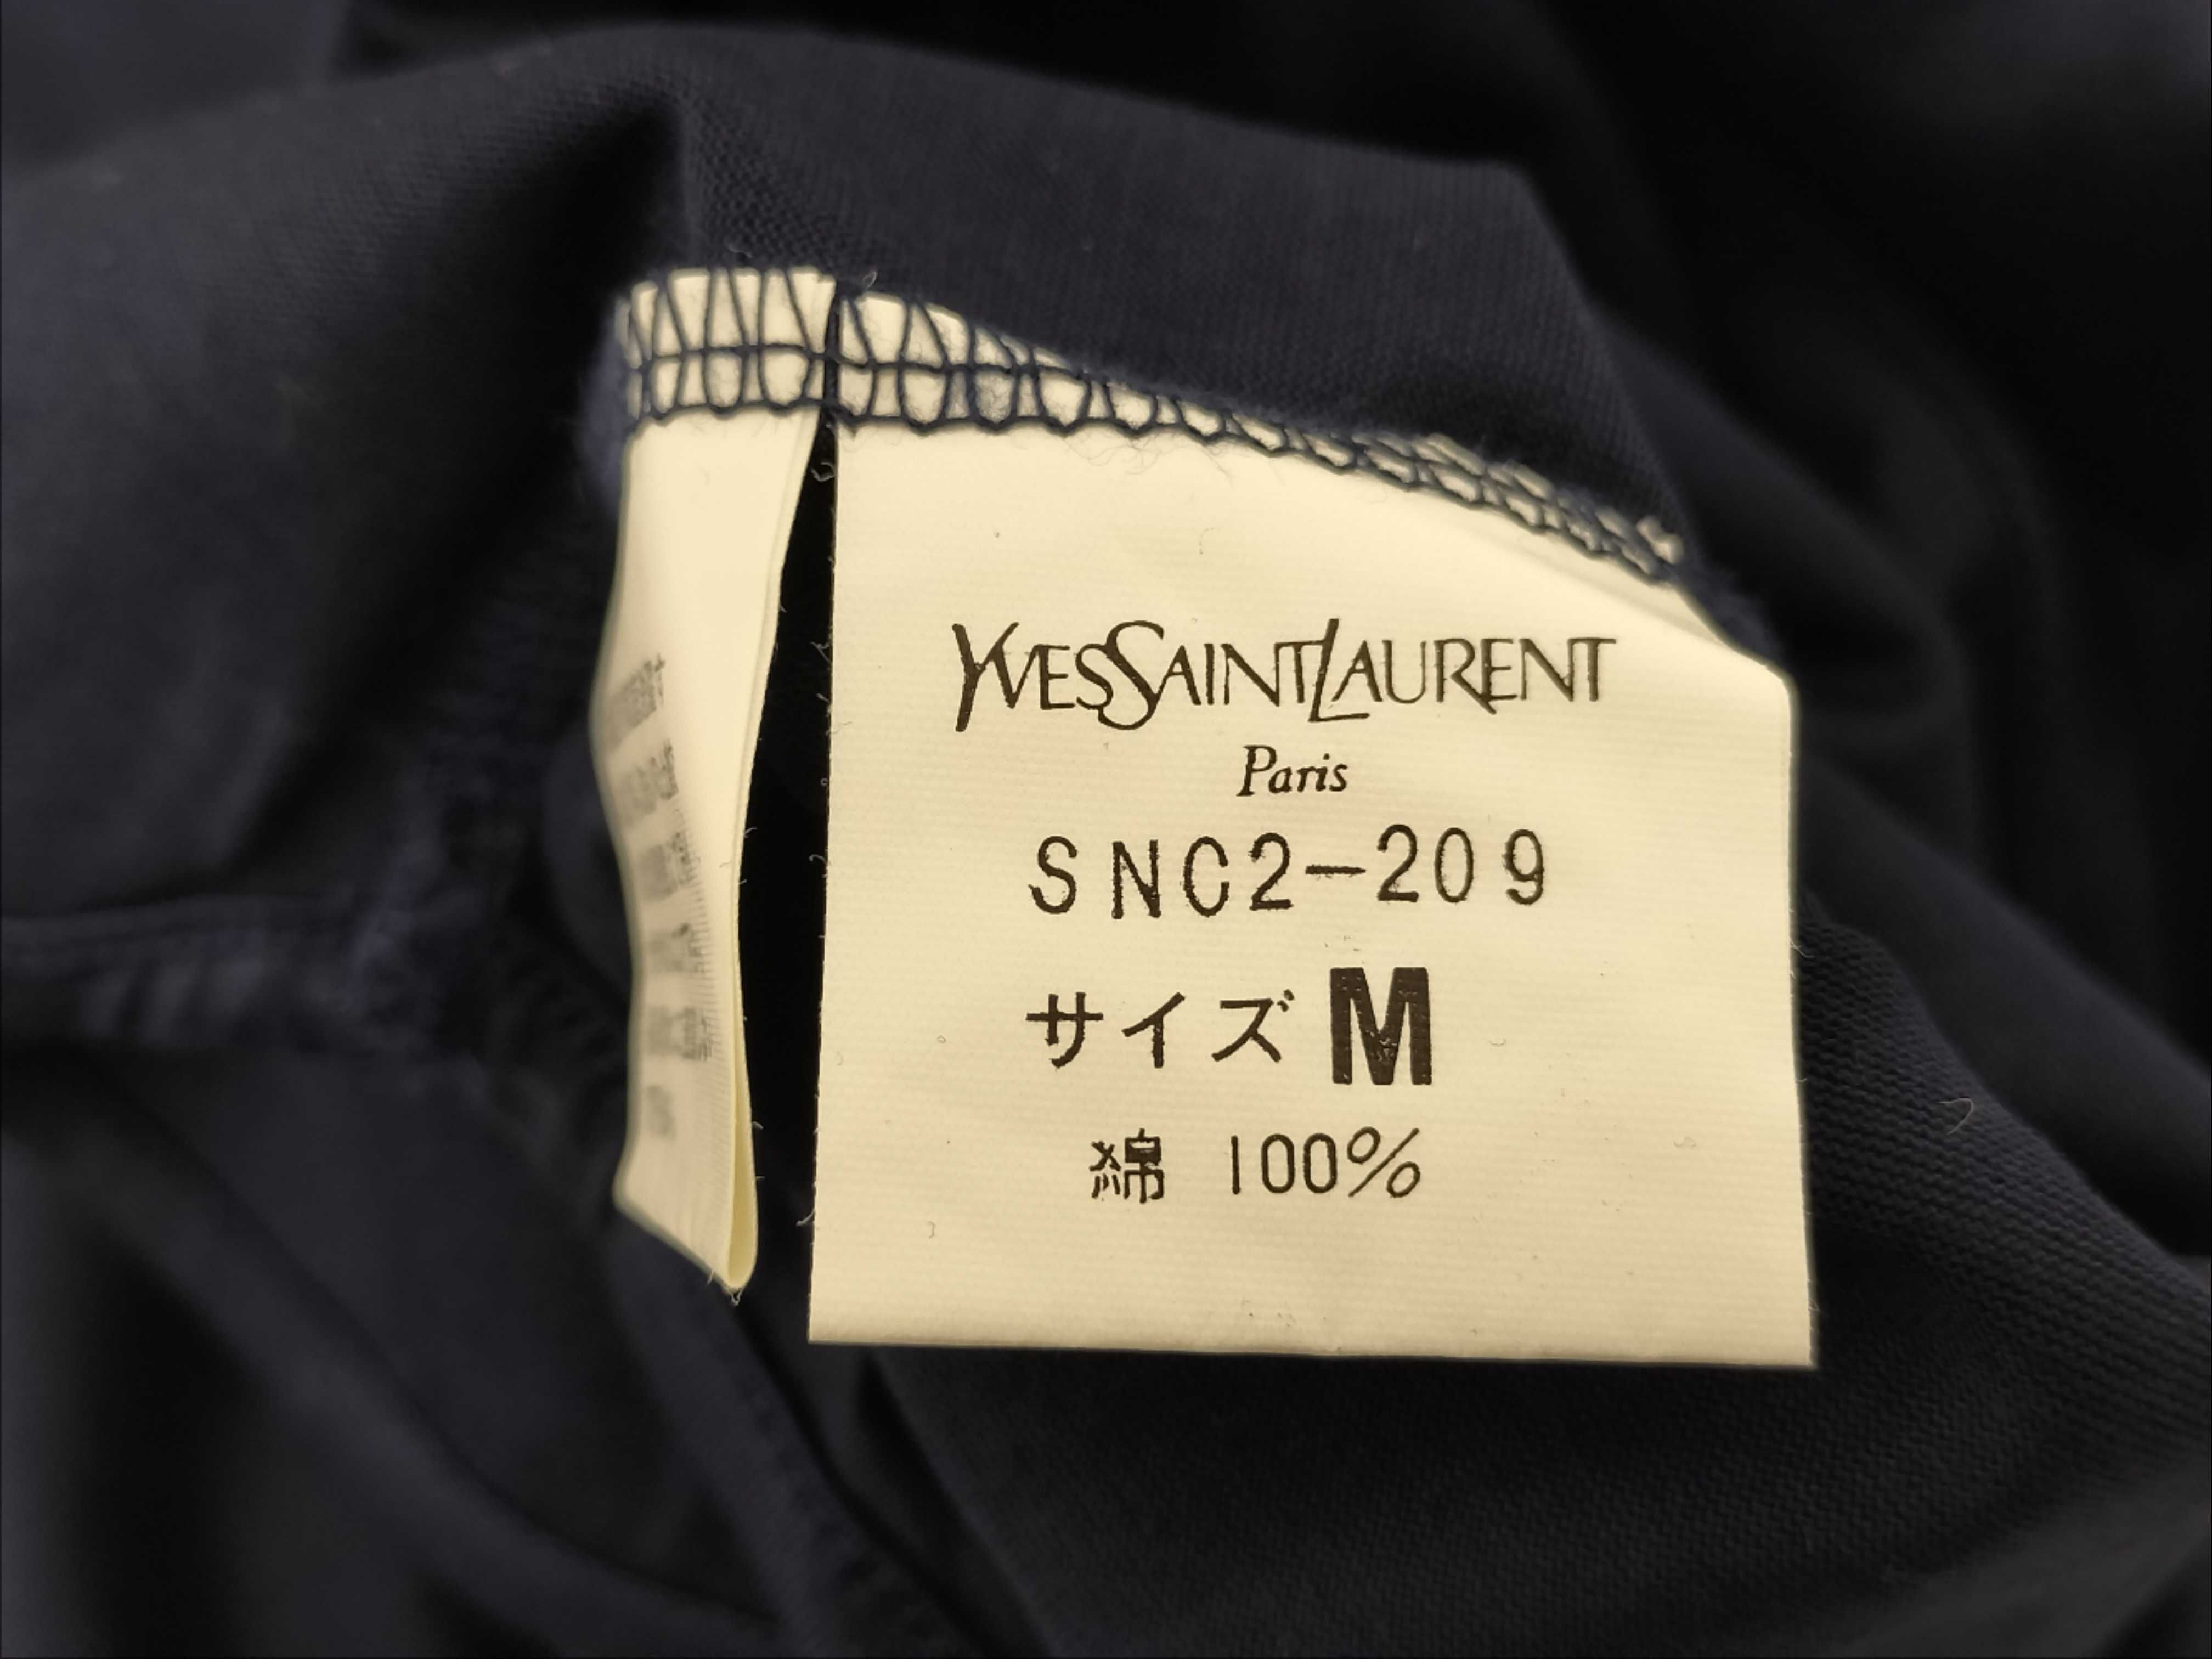 YVESSAINTLAURENT
Paris
SNC2-209
サイズ M
綿 100%